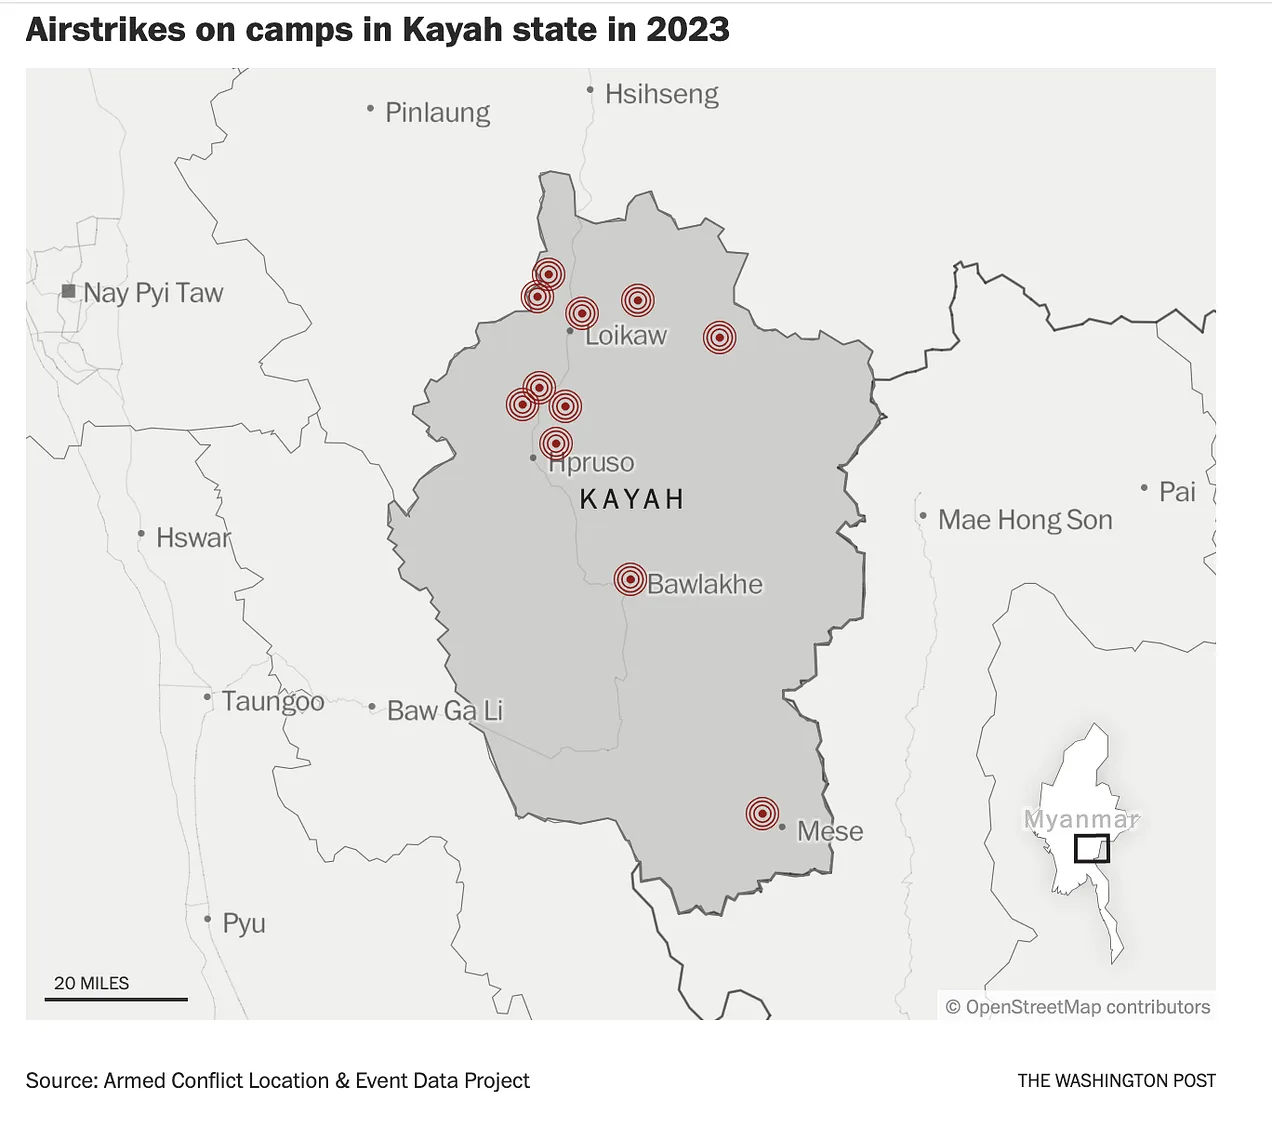 Airstrikes on camps in Kayah state in 2023
Hsihseng
Pinlaung
Nay Pyi Taw
Loikaw
Hpruso
KAYAH
Pai
Mae Hong Son
Hswar
Bawlakhe
Taungoo
Baw Ga Li
Myanmar
Mese
Pyu
20 MILES
© OpenStreetMap contributors
Source: Armed Conflict Location & Event Data Project
THE WASHINGTON POST